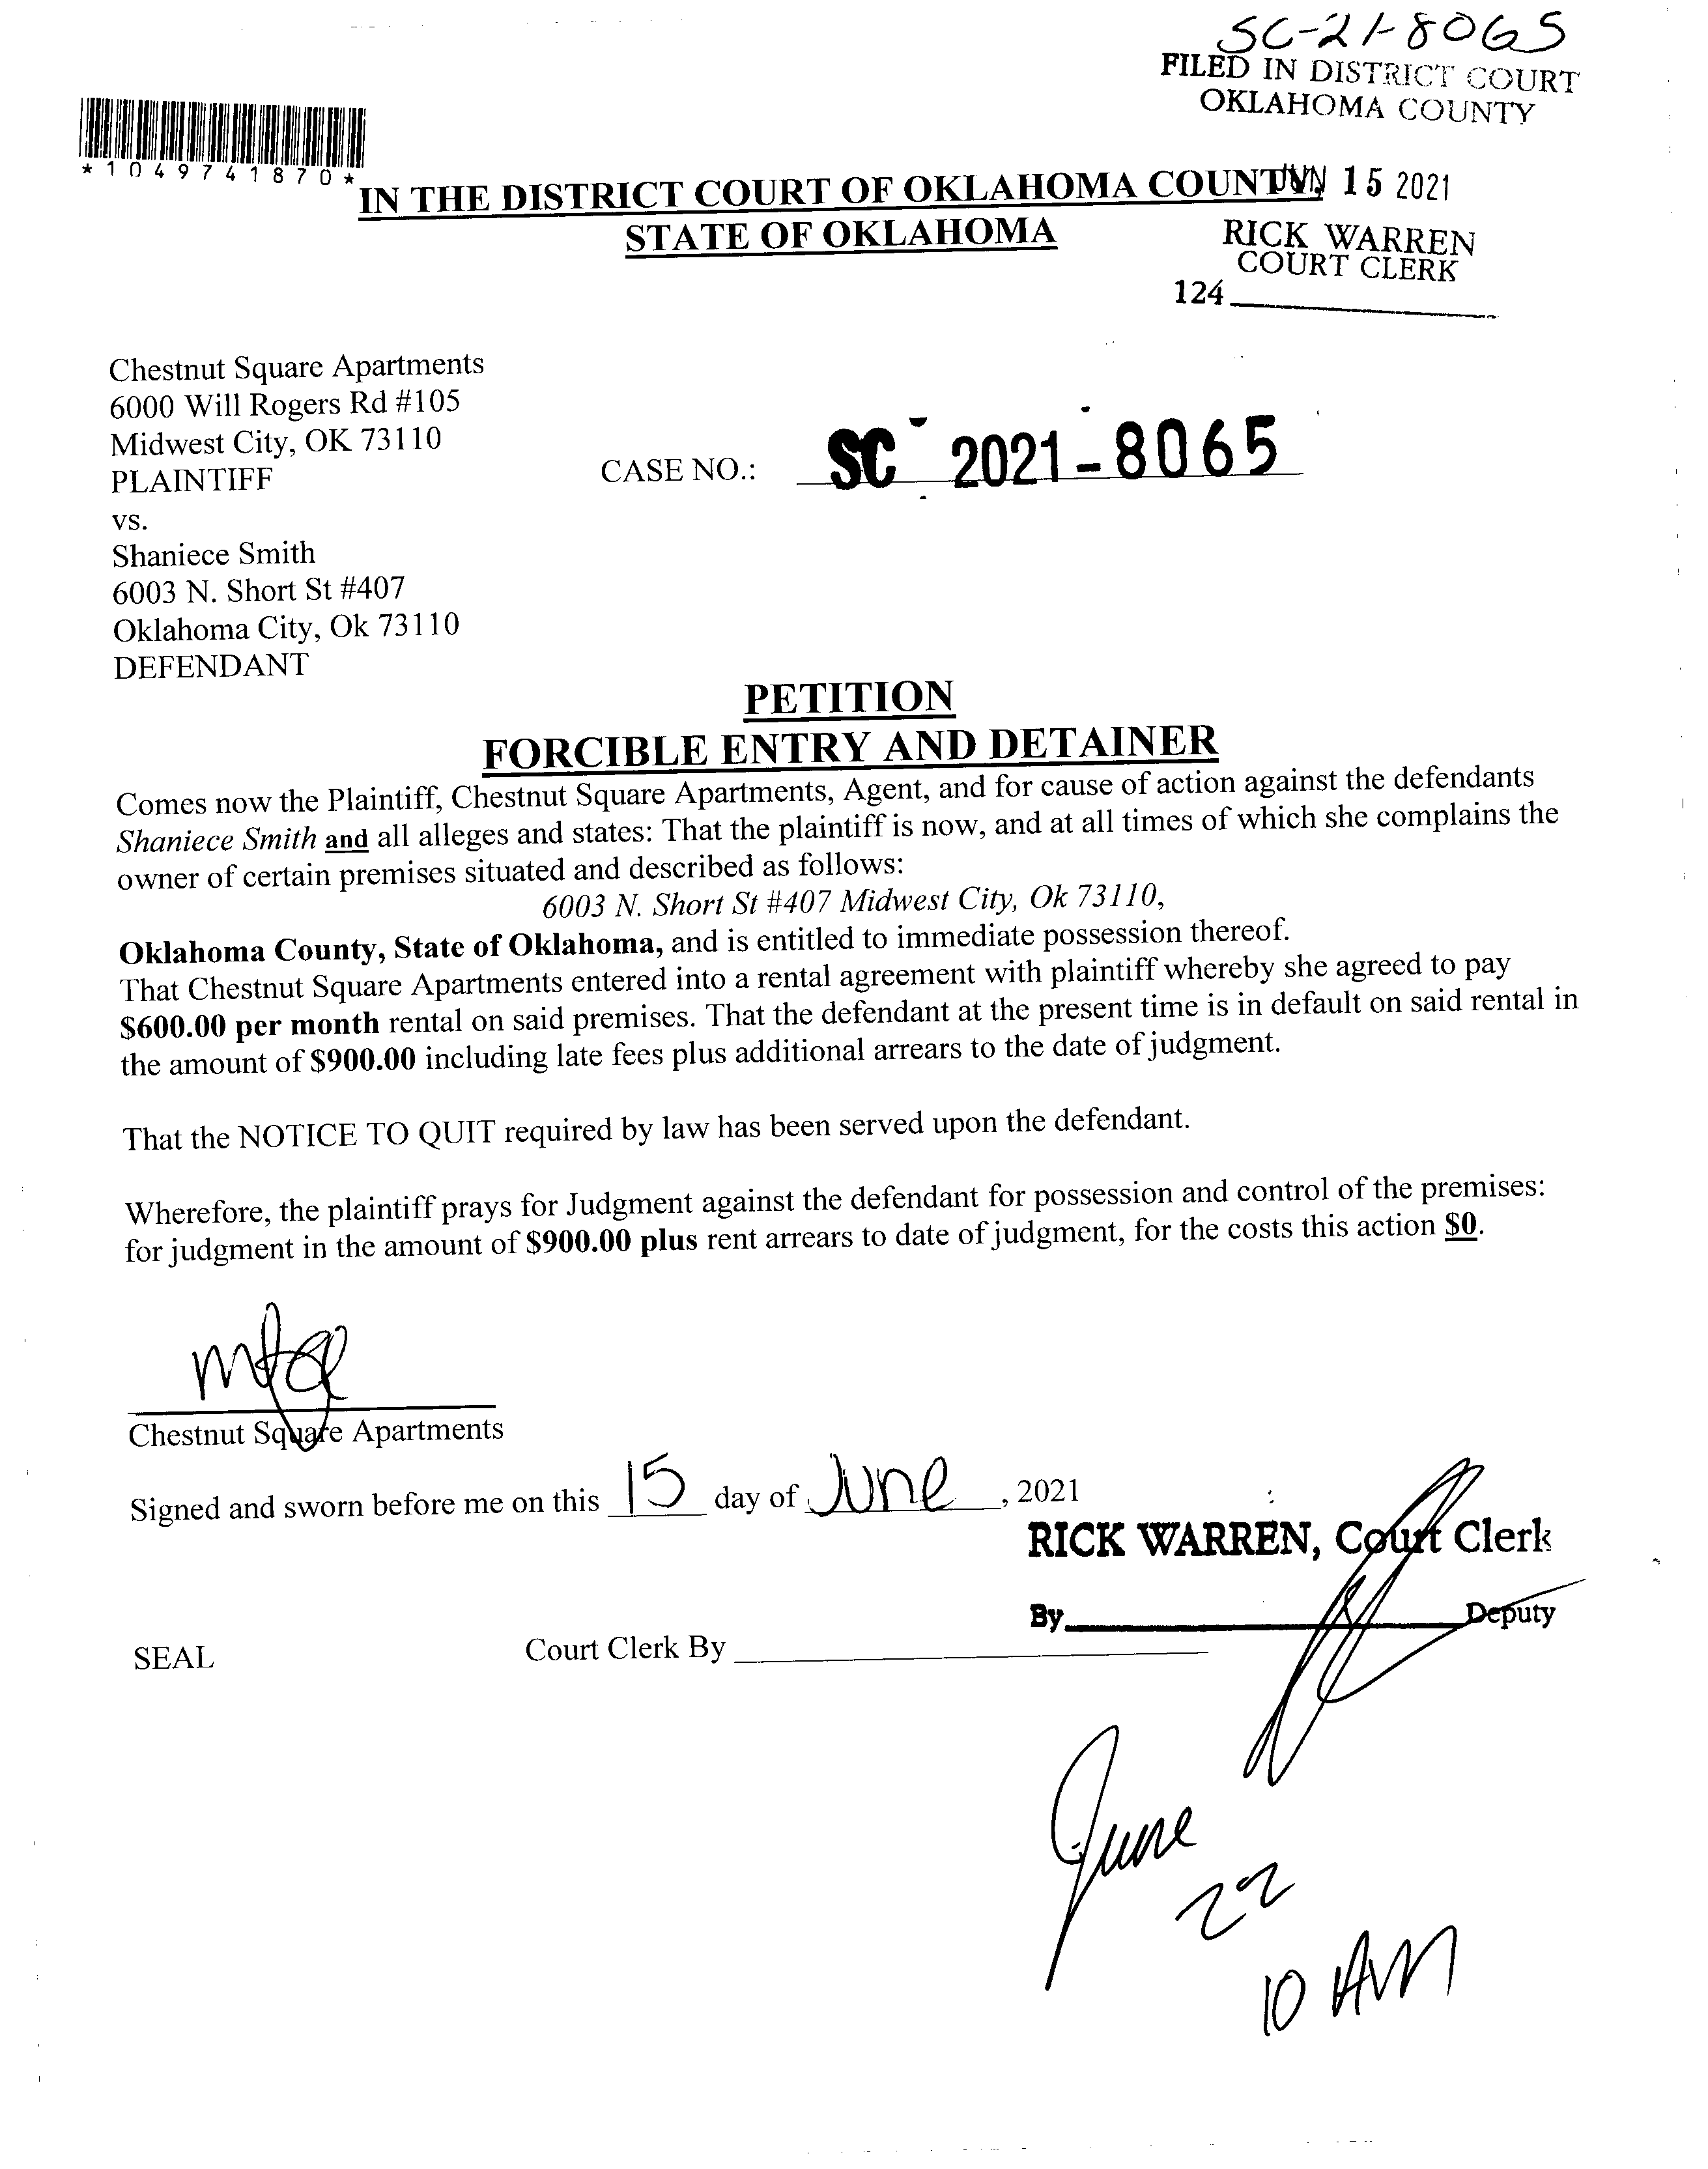 SC-21-8065
FILED IN DISTRICT COURT
OKLAHOMA COUNTY
*1049741870*
IN THE DISTRICT COURT OF OKLAHOMA COUNTY,
JUN 15 2021
STATE OF OKLAHOMA
RICK WARREN
COURT CLERK
124
Chestnut Square Apartments
6000 Will Rogers Rd #105
Midwest City, OK 73110
PLAINTIFF
CASE NO.: SC 2021-8065
vs.
Shaniece Smith
6003 N. Short St #407
Oklahoma City, Ok 73110
DEFENDANT
PETITION
FORCIBLE ENTRY AND DETAINER
Comes now the Plaintiff, Chestnut Square Apartments, Agent, and for cause of action against the defendants
Shaniece Smith and all alleges and states: That the plaintiff is now, and at all times of which she complains the
owner of certain premises situated and described as follows:
6003 N. Short St #407 Midwest City, Ok 73110,
Oklahoma County, State of Oklahoma, and is entitled to immediate possession thereof.
That Chestnut Square Apartments entered into a rental agreement with plaintiff whereby she agreed to pay
$600.00 per month rental on said premises. That the defendant at the present time is in default on said rental in
the amount of $900.00 including late fees plus additional arrears to the date of judgment.
That the NOTICE TO QUIT required by law has been served upon the defendant.
Wherefore, the plaintiff prays for Judgment against the defendant for possession and control of the premises:
for judgment in the amount of $900.00 plus rent arrears to date of judgment, for the costs this action $0.
Chestnut Square Apartments
Signed and sworn before me on this 15 day of June, 2021
RICK WARREN, Court Clerk
By Deputy
SEAL
Court Clerk By
June
22
10 AM